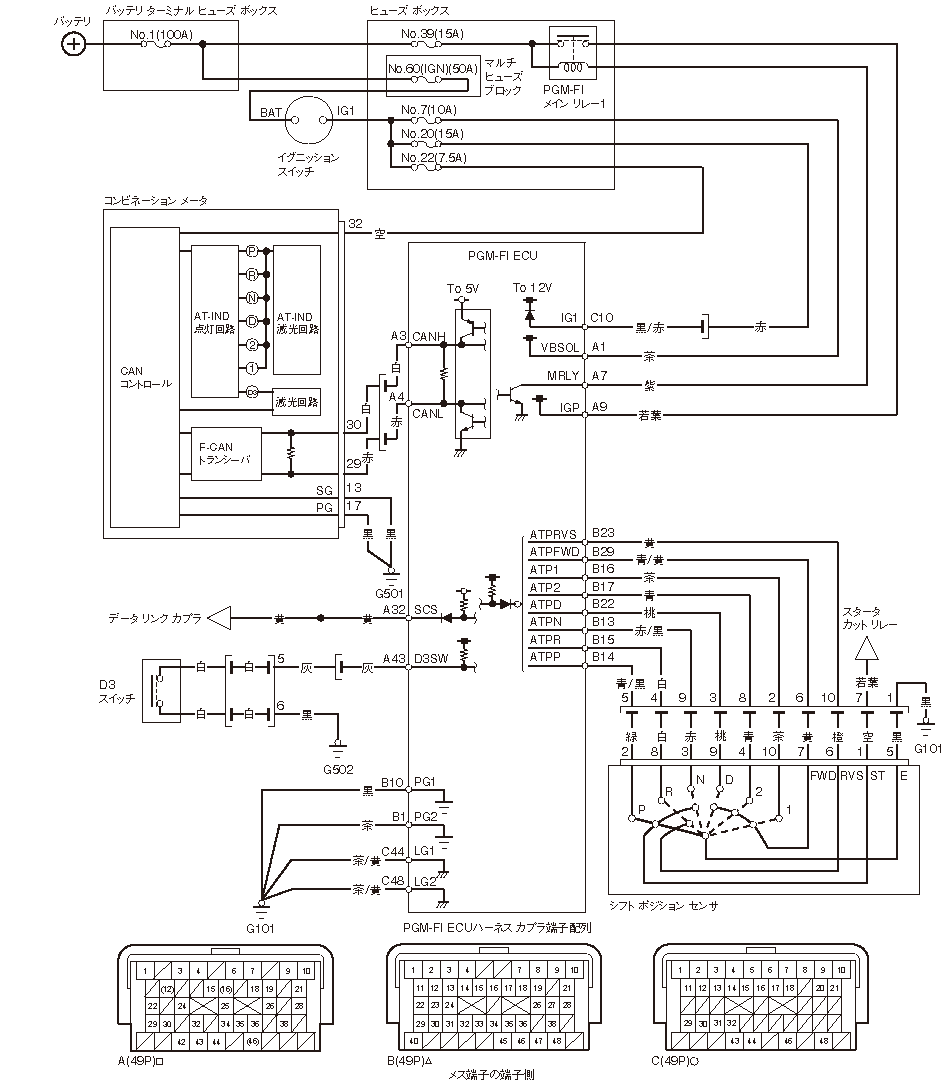 バッテリ ターミナル ヒューズ ボックス
ヒューズ ボックス
バッテリ
No.1(100A)
No.39(15A)
No.60(IGN)(50A)
マルチ
ヒューズ
ブロック
PGM-FI
メイン リレー1
BAT
IG1
No.7(10A)
No.20(15A)
No.22(7.5A)
イグニッション
スイッチ
コンビネーション メータ
32
空
PGM-FI ECU
To 5V
To 12V
AT-IND
点灯回路
P
R
N
D
2
1
D3
AT-IND
減光回路
減光回路
CAN
コントロール
F-CAN
トランシーバ
30
29
白
赤
A3
CANH
白
A4
CANL
赤
IG1
C10
黒/赤
赤
VBSOL
A1
茶
MRLY
A7
紫
IGP
A9
若葉
SG
13
PG
17
黒
黒
G501
ATPRVS
B23
黄
ATPFWD
B29
青/黄
ATP1
B16
茶
ATP2
B17
青
ATPD
B22
桃
ATPN
B13
赤/黒
ATPR
B15
ATPP
B14
データ リンク カプラ
黄
黄
A32
SCS
スタータ
カット リレー
D3
スイッチ
白
白
5
灰
灰
A43
D3SW
白
白
6
黒
G502
青/黒
白
若葉
黒
5
4
9
3
8
2
6
10
7
1
緑
白
赤
桃
青
茶
黄
橙
空
黒
G101
2
8
3
9
4
10
7
6
1
5
FWD
RVS
ST
E
P
R
N
D
2
1
シフト ポジション センサ
黒
B10
PG1
茶
B1
PG2
茶/黄
C44
LG1
茶/黄
C48
LG2
G101
PGM-FI ECUハーネス カプラ端子配列
1 3 4 6 7 9 10
(12) 15 (16) 18 19 21
22 24 25 26 28
29 30 32 34 35 36 38
42 43 44 (46)
A(49P)□
1 2 3 4 7 8 9 10
11 12 13 14 15 16 17 18 19 21
22 23 24 25 26 27 28
29 30 31 32 33 34 35 36 38
40 45 46 47 48
B(49P)△
1 2 3 4 5 6 7 8 9 10
11 12 13 14 15 16 17 18 20 21
29 30 31 32
43 44 46 48
C(49P)○
メス端子の端子側